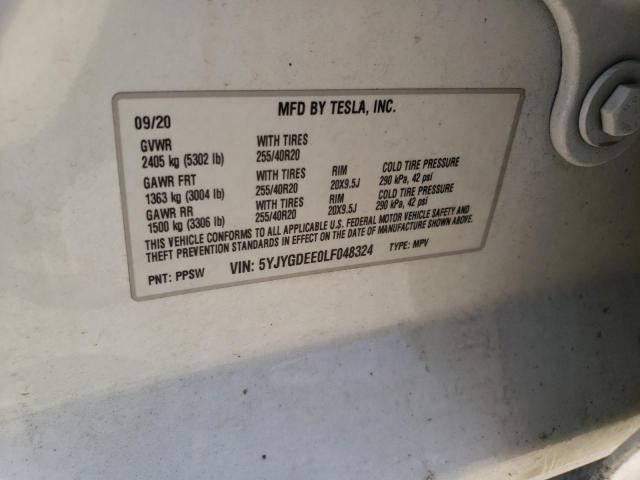 09/20 MFD BY TESLA, INC.
GVWR WITH TIRES
2405 kg (5302 lb) 255/40R20
GAWR FRT WITH TIRES RIM COLD TIRE PRESSURE
1363 kg (3004 lb) 255/40R20 20X9.5J 290 kPa, 42 psi
GAWR RR WITH TIRES RIM COLD TIRE PRESSURE
1500 kg (3306 lb) 255/40R20 20X9.5J 290 kPa, 42 psi
THIS VEHICLE CONFORMS TO ALL APPLICABLE U.S. FEDERAL MOTOR VEHICLE SAFETY AND
THEFT PREVENTION STANDARDS IN EFFECT ON THE DATE OF MANUFACTURE SHOWN ABOVE.
PNT: PPSW VIN: 5YJYGDEE0LF048324 TYPE: MPV